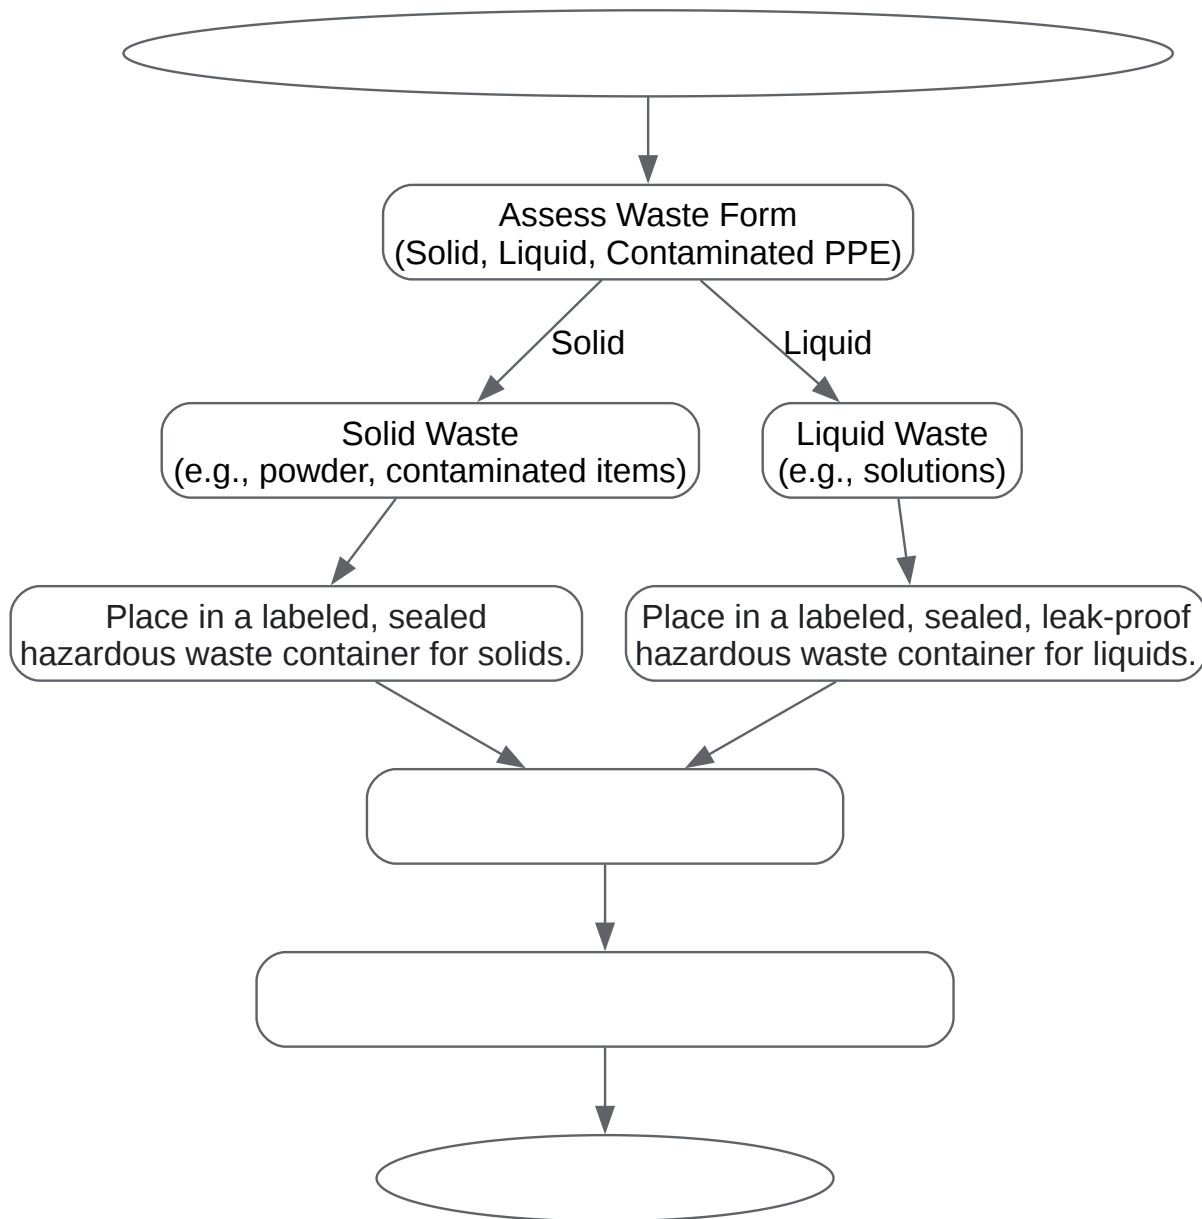 Assess Waste Form
(Solid, Liquid, Contaminated PPE)
Solid
Liquid
Solid Waste
(e.g., powder, contaminated items)
Liquid Waste
(e.g., solutions)
Place in a labeled, sealed
hazardous waste container for solids.
Place in a labeled, sealed, leak-proof
hazardous waste container for liquids.